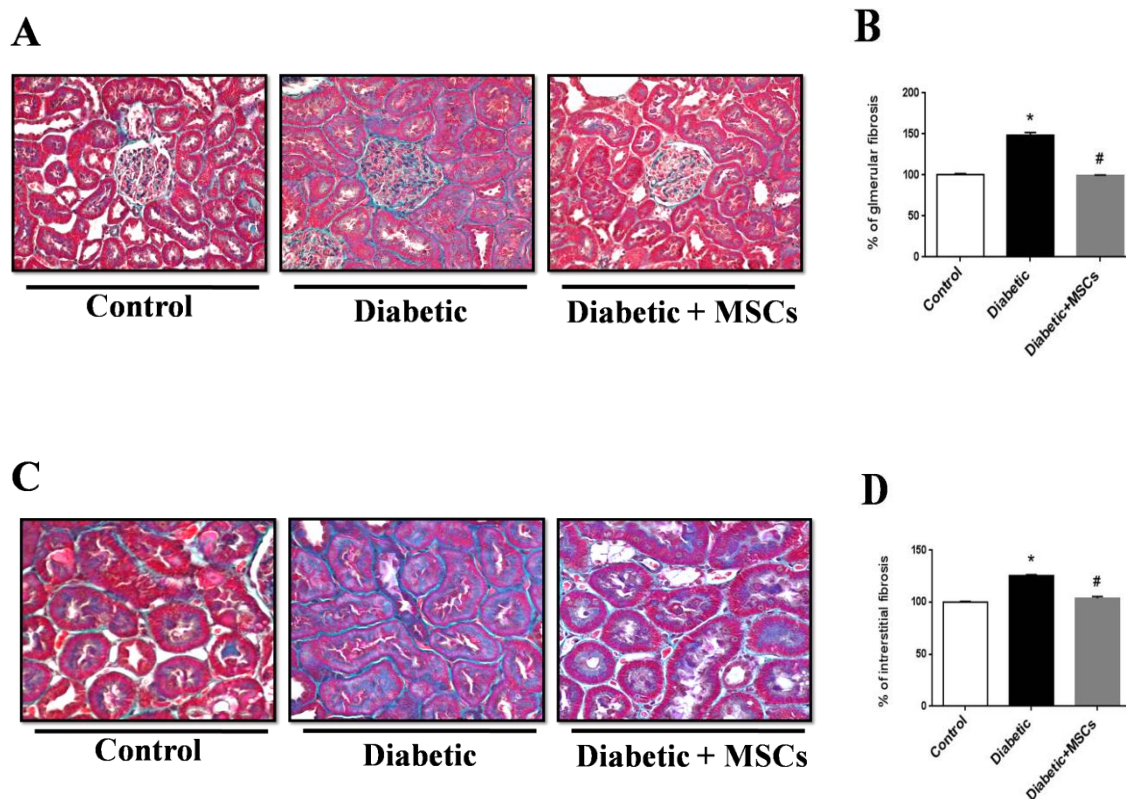 A
Control
Diabetic
Diabetic + MSCs
B
% of glmerular fibrosis
200
150
100
50
0
*
#
Control
Diabetic
Diabetic+MSCs
C
Control
Diabetic
Diabetic + MSCs
D
% of intrerstitial fibrosis
150
100
50
0
*
#
Control
Diabetic
Diabetic+MSCs